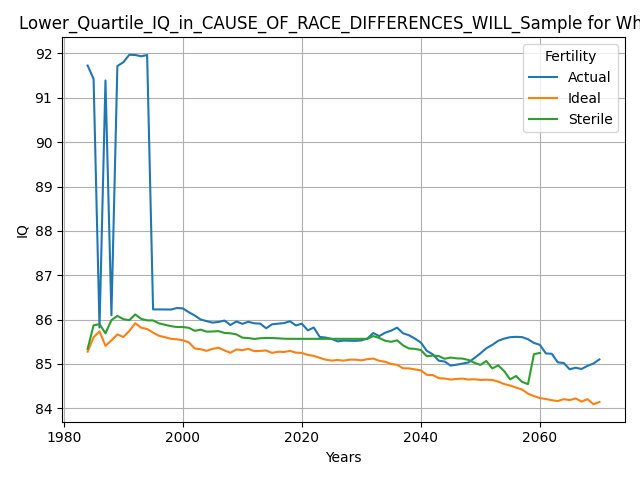 Lower_Quartile_IQ_in_CAUSE_OF_RACE_DIFFERENCES_WILL_Sample for Wh
92
91
90
89
88
87
86
85
84
IQ
Fertility
Actual
Ideal
Sterile
1980
2000
2020
2040
2060
Years